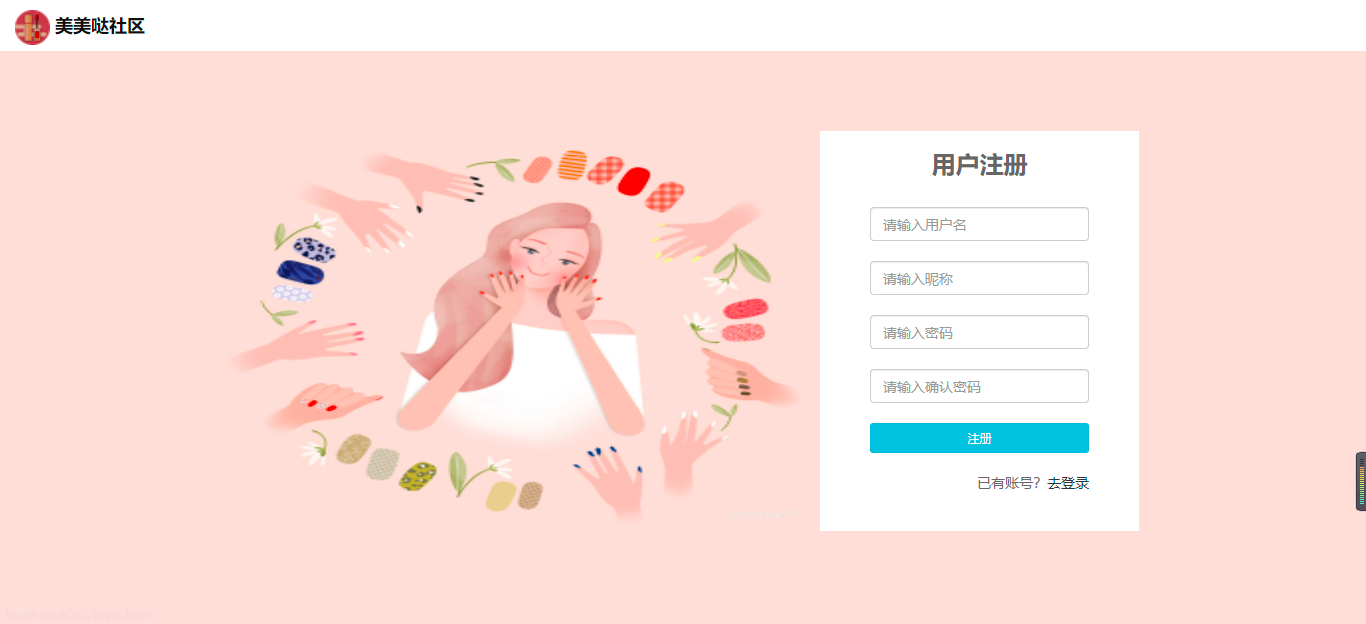 美美哒社区
用户注册
请输入用户名
请输入昵称
请输入密码
请输入确认密码
注册
已有账号？去登录